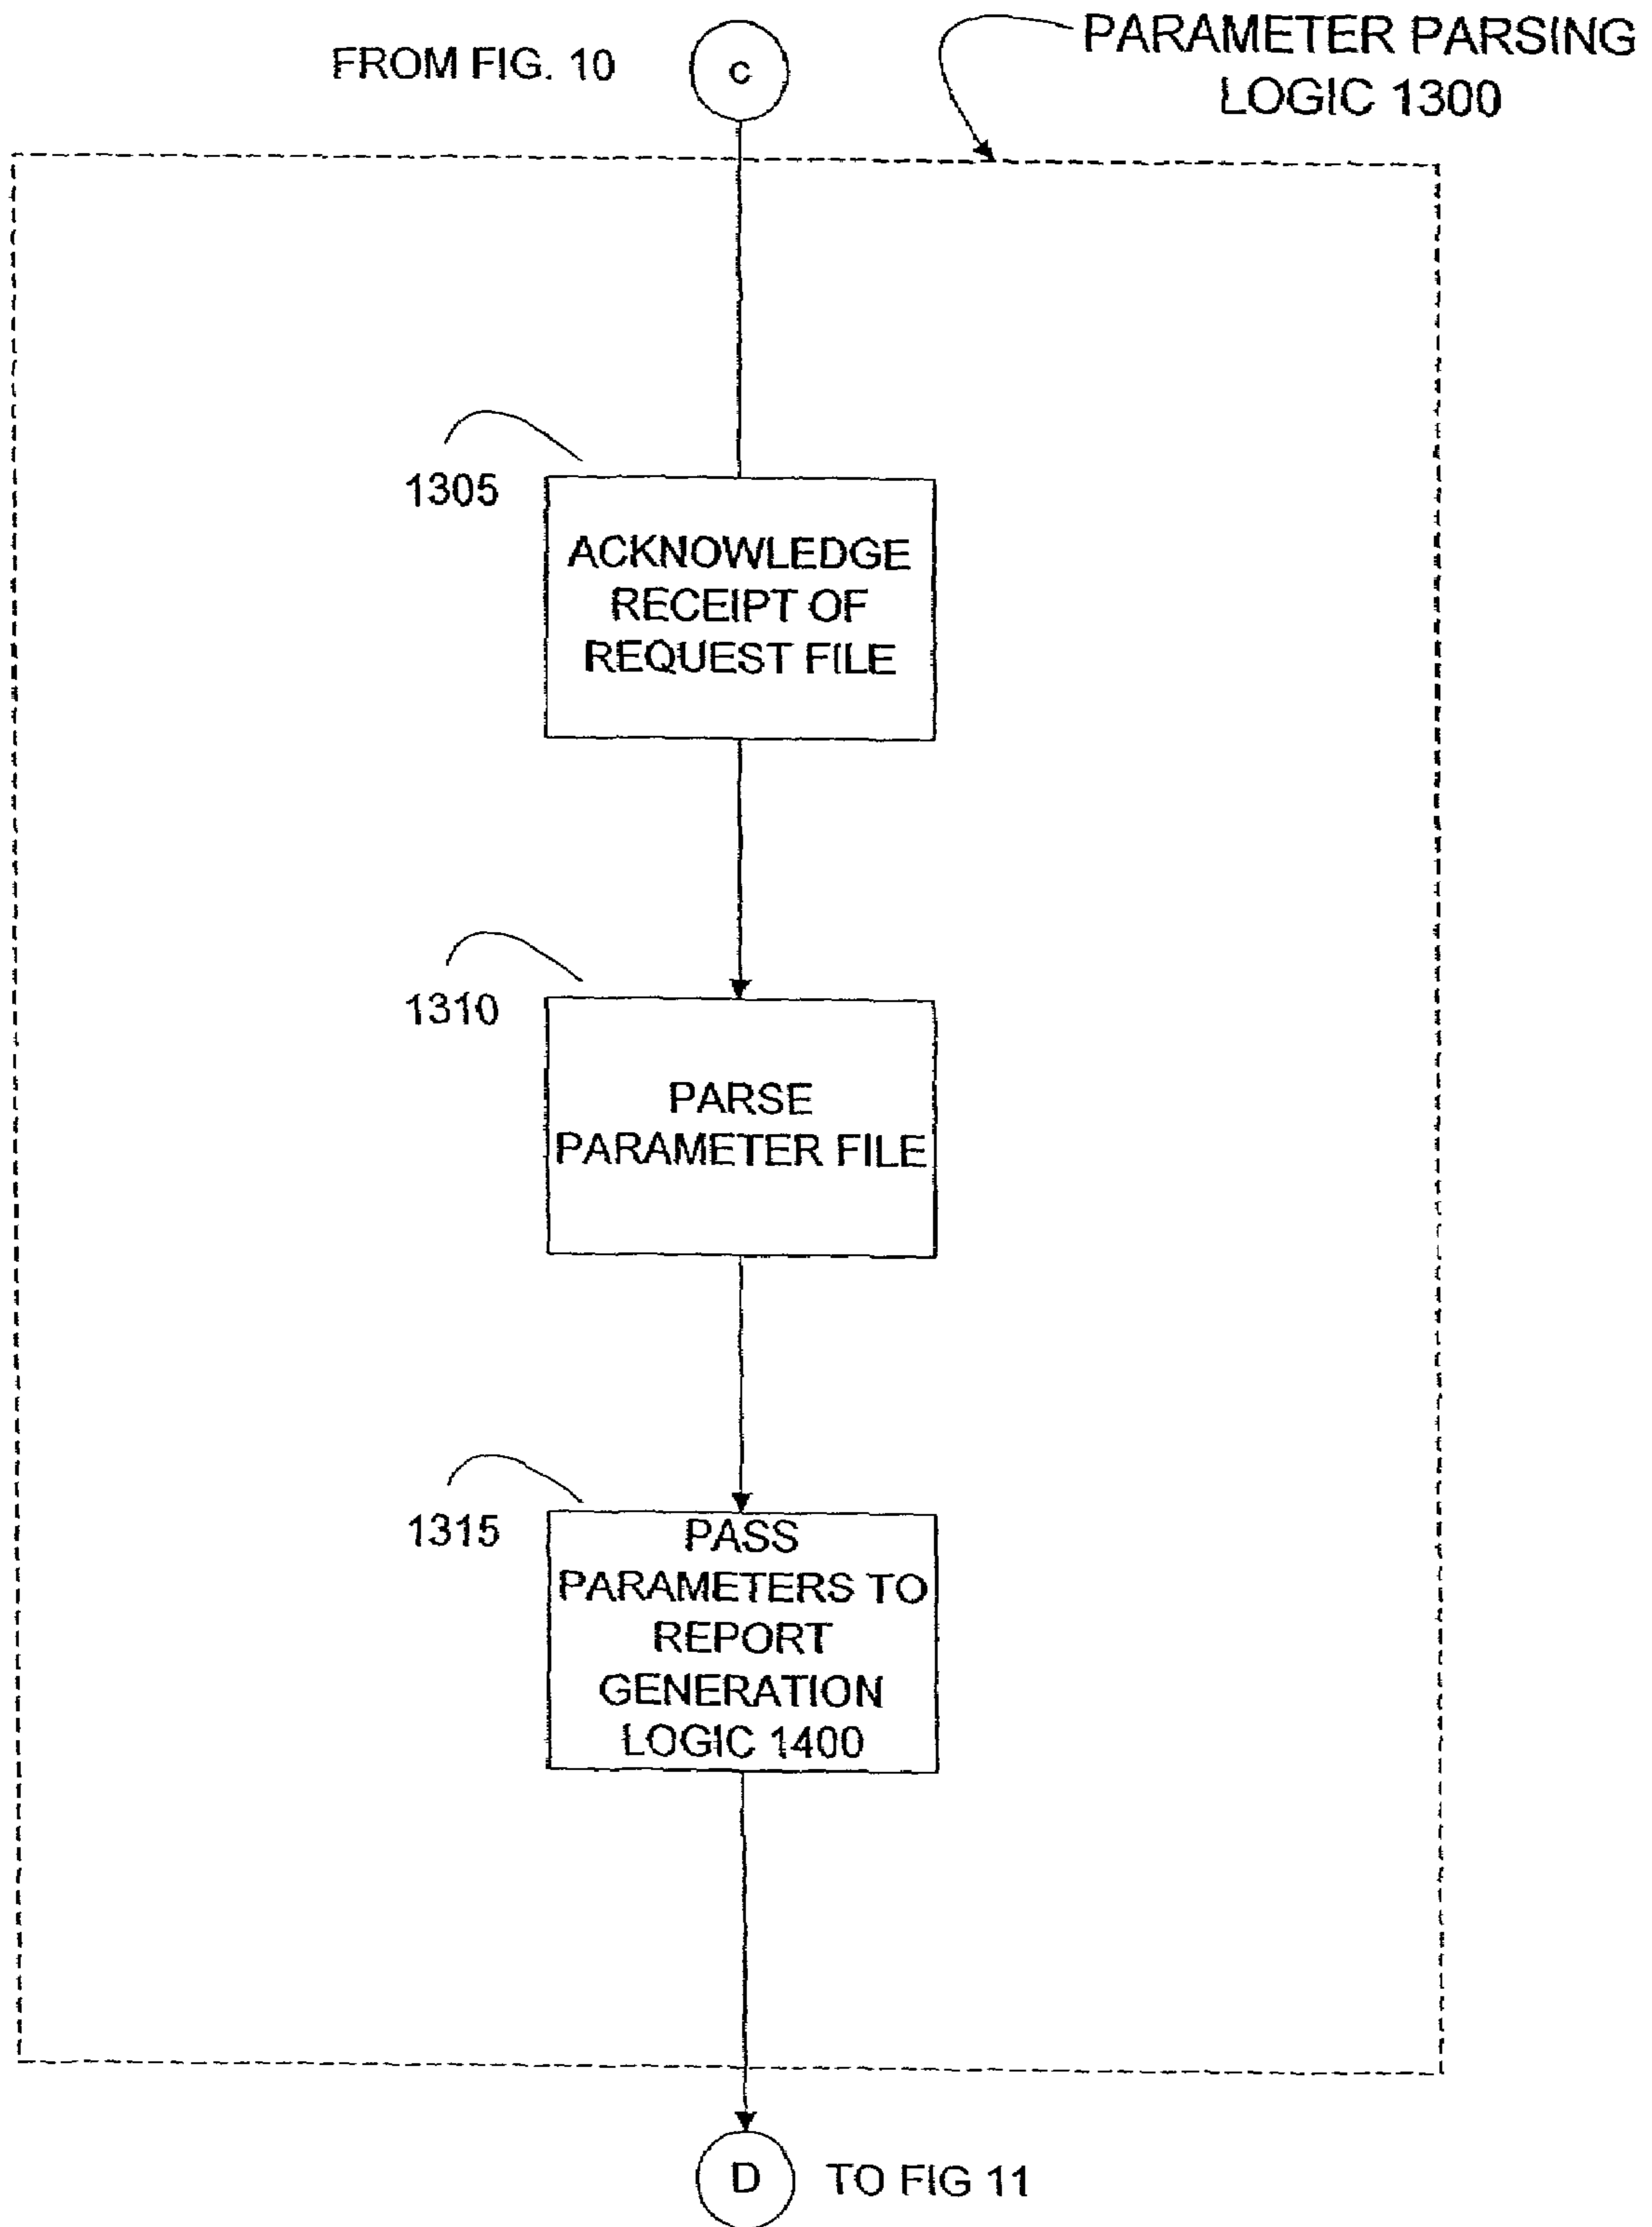 FROM FIG. 10
c
PARAMETER PARSING
LOGIC 1300
1305
ACKNOWLEDGE
RECEIPT OF
REQUEST FILE
1310
PARSE
PARAMETER FILE
1315
PASS
PARAMETERS TO
REPORT
GENERATION
LOGIC 1400
D
TO FIG 11